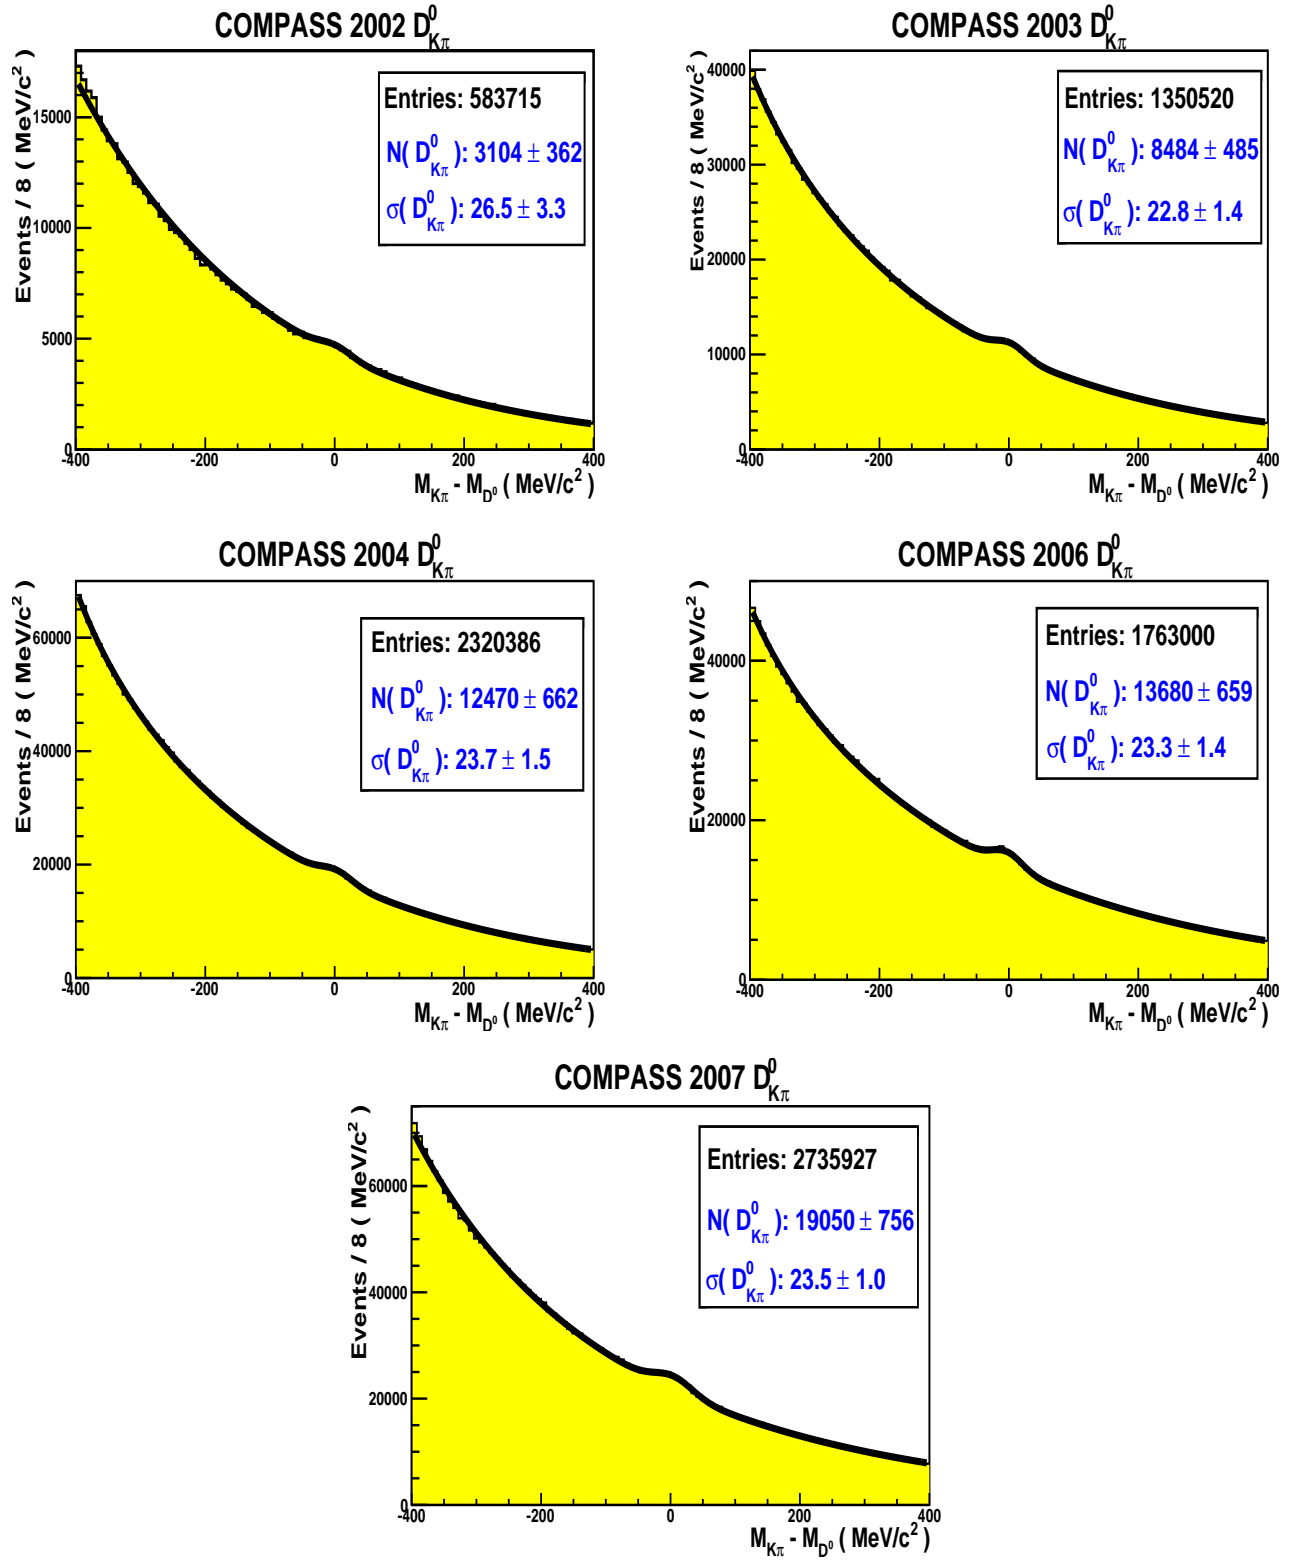 COMPASS 2002 D⁰Kπ
Events / 8 ( MeV/c² )
15000
10000
5000
0
Entries: 583715
N( D⁰Kπ ): 3104 ± 362
σ( D⁰Kπ ): 26.5 ± 3.3
-400 -200 0 200 400
MKπ - MD⁰ ( MeV/c² )
COMPASS 2003 D⁰Kπ
Events / 8 ( MeV/c² )
40000
30000
20000
10000
0
Entries: 1350520
N( D⁰Kπ ): 8484 ± 485
σ( D⁰Kπ ): 22.8 ± 1.4
-400 -200 0 200 400
MKπ - MD⁰ ( MeV/c² )
COMPASS 2004 D⁰Kπ
Events / 8 ( MeV/c² )
60000
40000
20000
0
Entries: 2320386
N( D⁰Kπ ): 12470 ± 662
σ( D⁰Kπ ): 23.7 ± 1.5
-400 -200 0 200 400
MKπ - MD⁰ ( MeV/c² )
COMPASS 2006 D⁰Kπ
Events / 8 ( MeV/c² )
40000
20000
0
Entries: 1763000
N( D⁰Kπ ): 13680 ± 659
σ( D⁰Kπ ): 23.3 ± 1.4
-400 -200 0 200 400
MKπ - MD⁰ ( MeV/c² )
COMPASS 2007 D⁰Kπ
Events / 8 ( MeV/c² )
60000
40000
20000
0
Entries: 2735927
N( D⁰Kπ ): 19050 ± 756
σ( D⁰Kπ ): 23.5 ± 1.0
-400 -200 0 200 400
MKπ - MD⁰ ( MeV/c² )